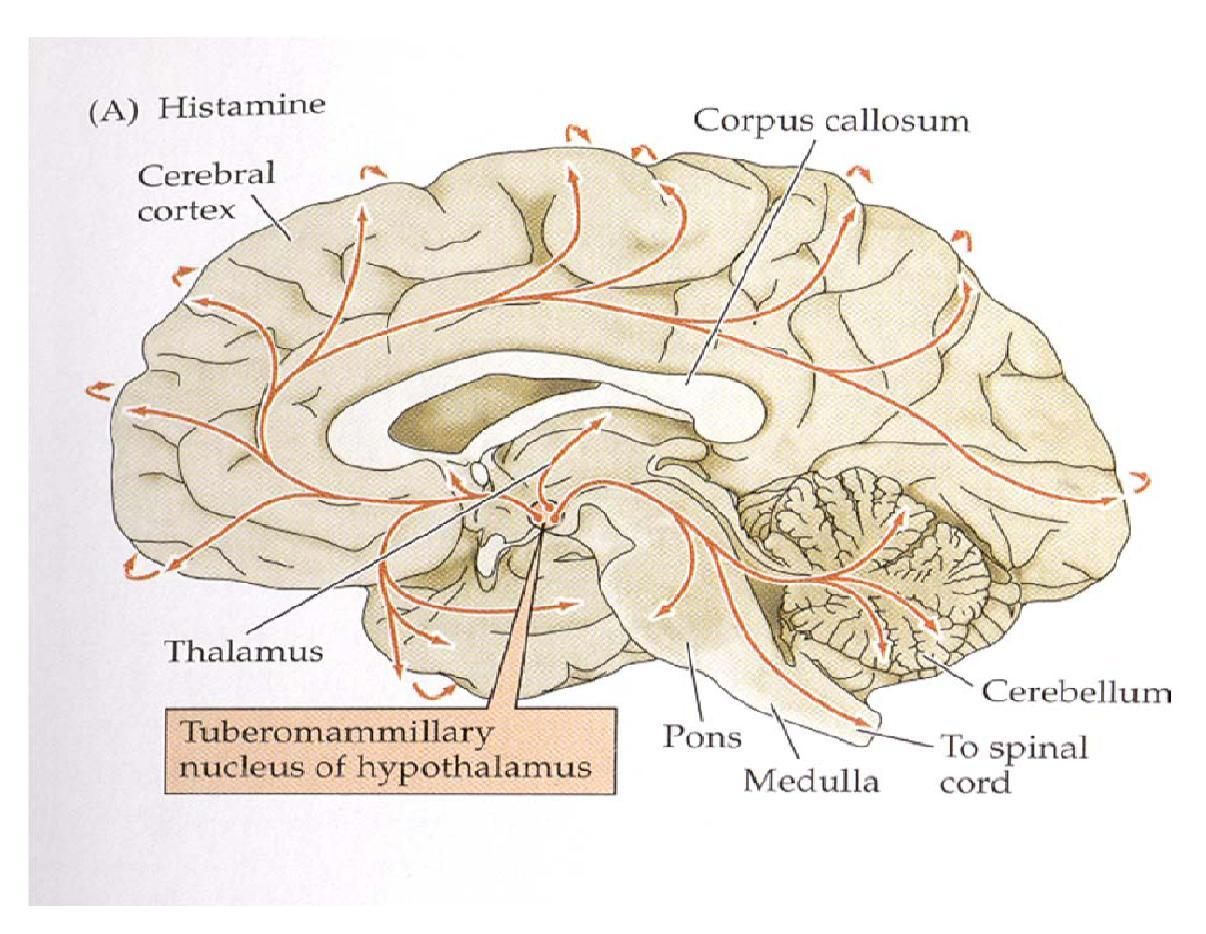 (A) Histamine
Corpus callosum
Cerebral
cortex
Thalamus
Tuberomammillary
nucleus of hypothalamus
Pons
Medulla
Cerebellum
To spinal
cord